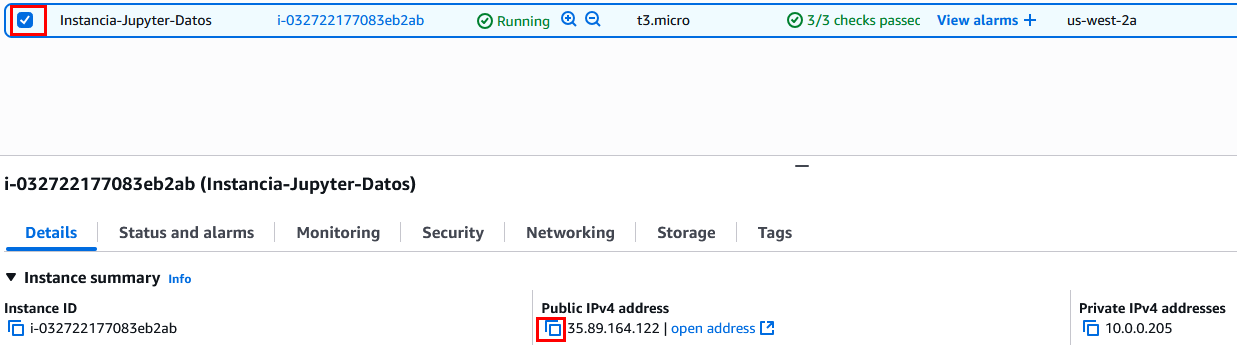 Instancia-Jupyter-Datos i-032722177083eb2ab Running t3.micro 3/3 checks passec View alarms + us-west-2a
i-032722177083eb2ab (Instancia-Jupyter-Datos)
Details Status and alarms Monitoring Security Networking Storage Tags
Instance summary Info
Instance ID Public IPv4 address Private IPv4 addresses
i-032722177083eb2ab 35.89.164.122 | open address 10.0.0.205